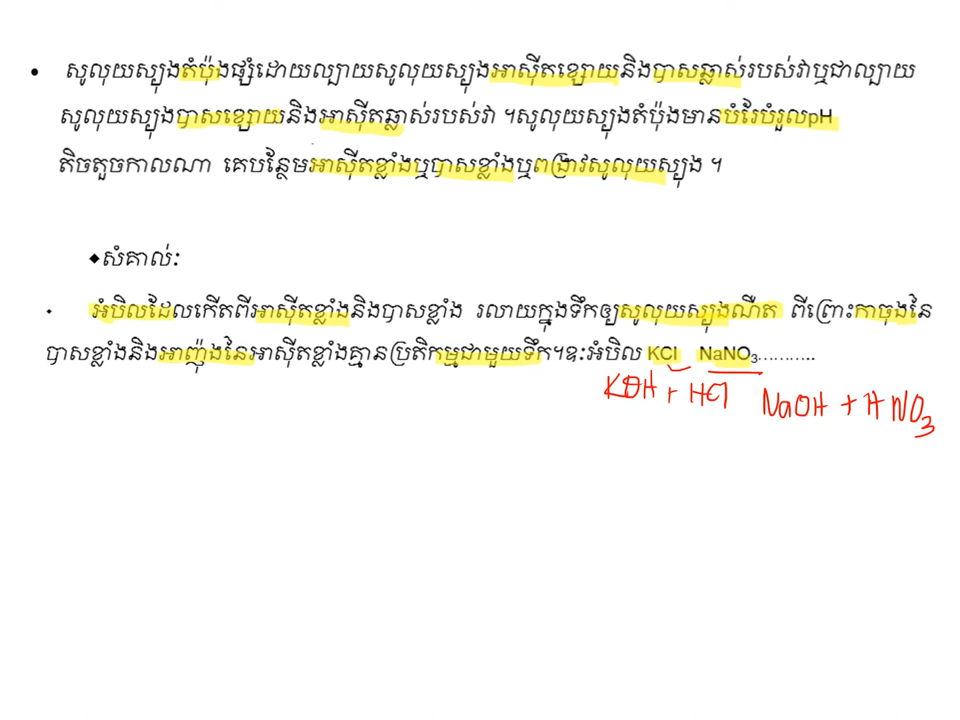 • សូលុយស្យុងតំប៉ុងផ្សំដោយល្បាយសូលុយស្យុងអាស៊ីតខ្សោយនិងបាសឆ្លាស់របស់វាឬជាល្បាយ
សូលុយស្យុងបាសខ្សោយនិងអាស៊ីតឆ្លាស់របស់វា ។សូលុយស្យុងតំប៉ុងមានបំរែបំរួលpH
តិចតួចកាលណា គេបន្ថែមអាស៊ីតខ្លាំងឬបាសខ្លាំងឬពង្រាវសូលុយស្យុង ។
◆សំគាល់ៈ
· អំបិលដែលកើតពីអាស៊ីតខ្លាំងនិងបាសខ្លាំង រលាយក្នុងទឹកឲ្យសូលុយស្យុងណឺត ពីព្រោះកាចុងនៃ
បាសខ្លាំងនិងអាញ៉ុងនៃអាស៊ីតខ្លាំងគ្មានប្រតិកម្មជាមួយទឹក។ឧៈអំបិល KCl NaNO₃...........
KOH + HCl NaOH + HNO₃